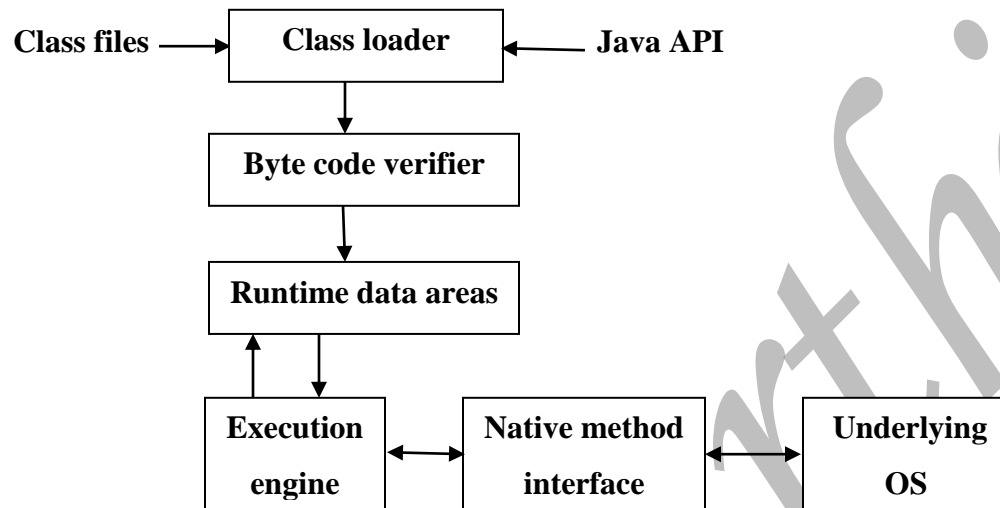 Class files
Class loader
Java API
Byte code verifier
Runtime data areas
Execution
engine
Native method
interface
Underlying
OS